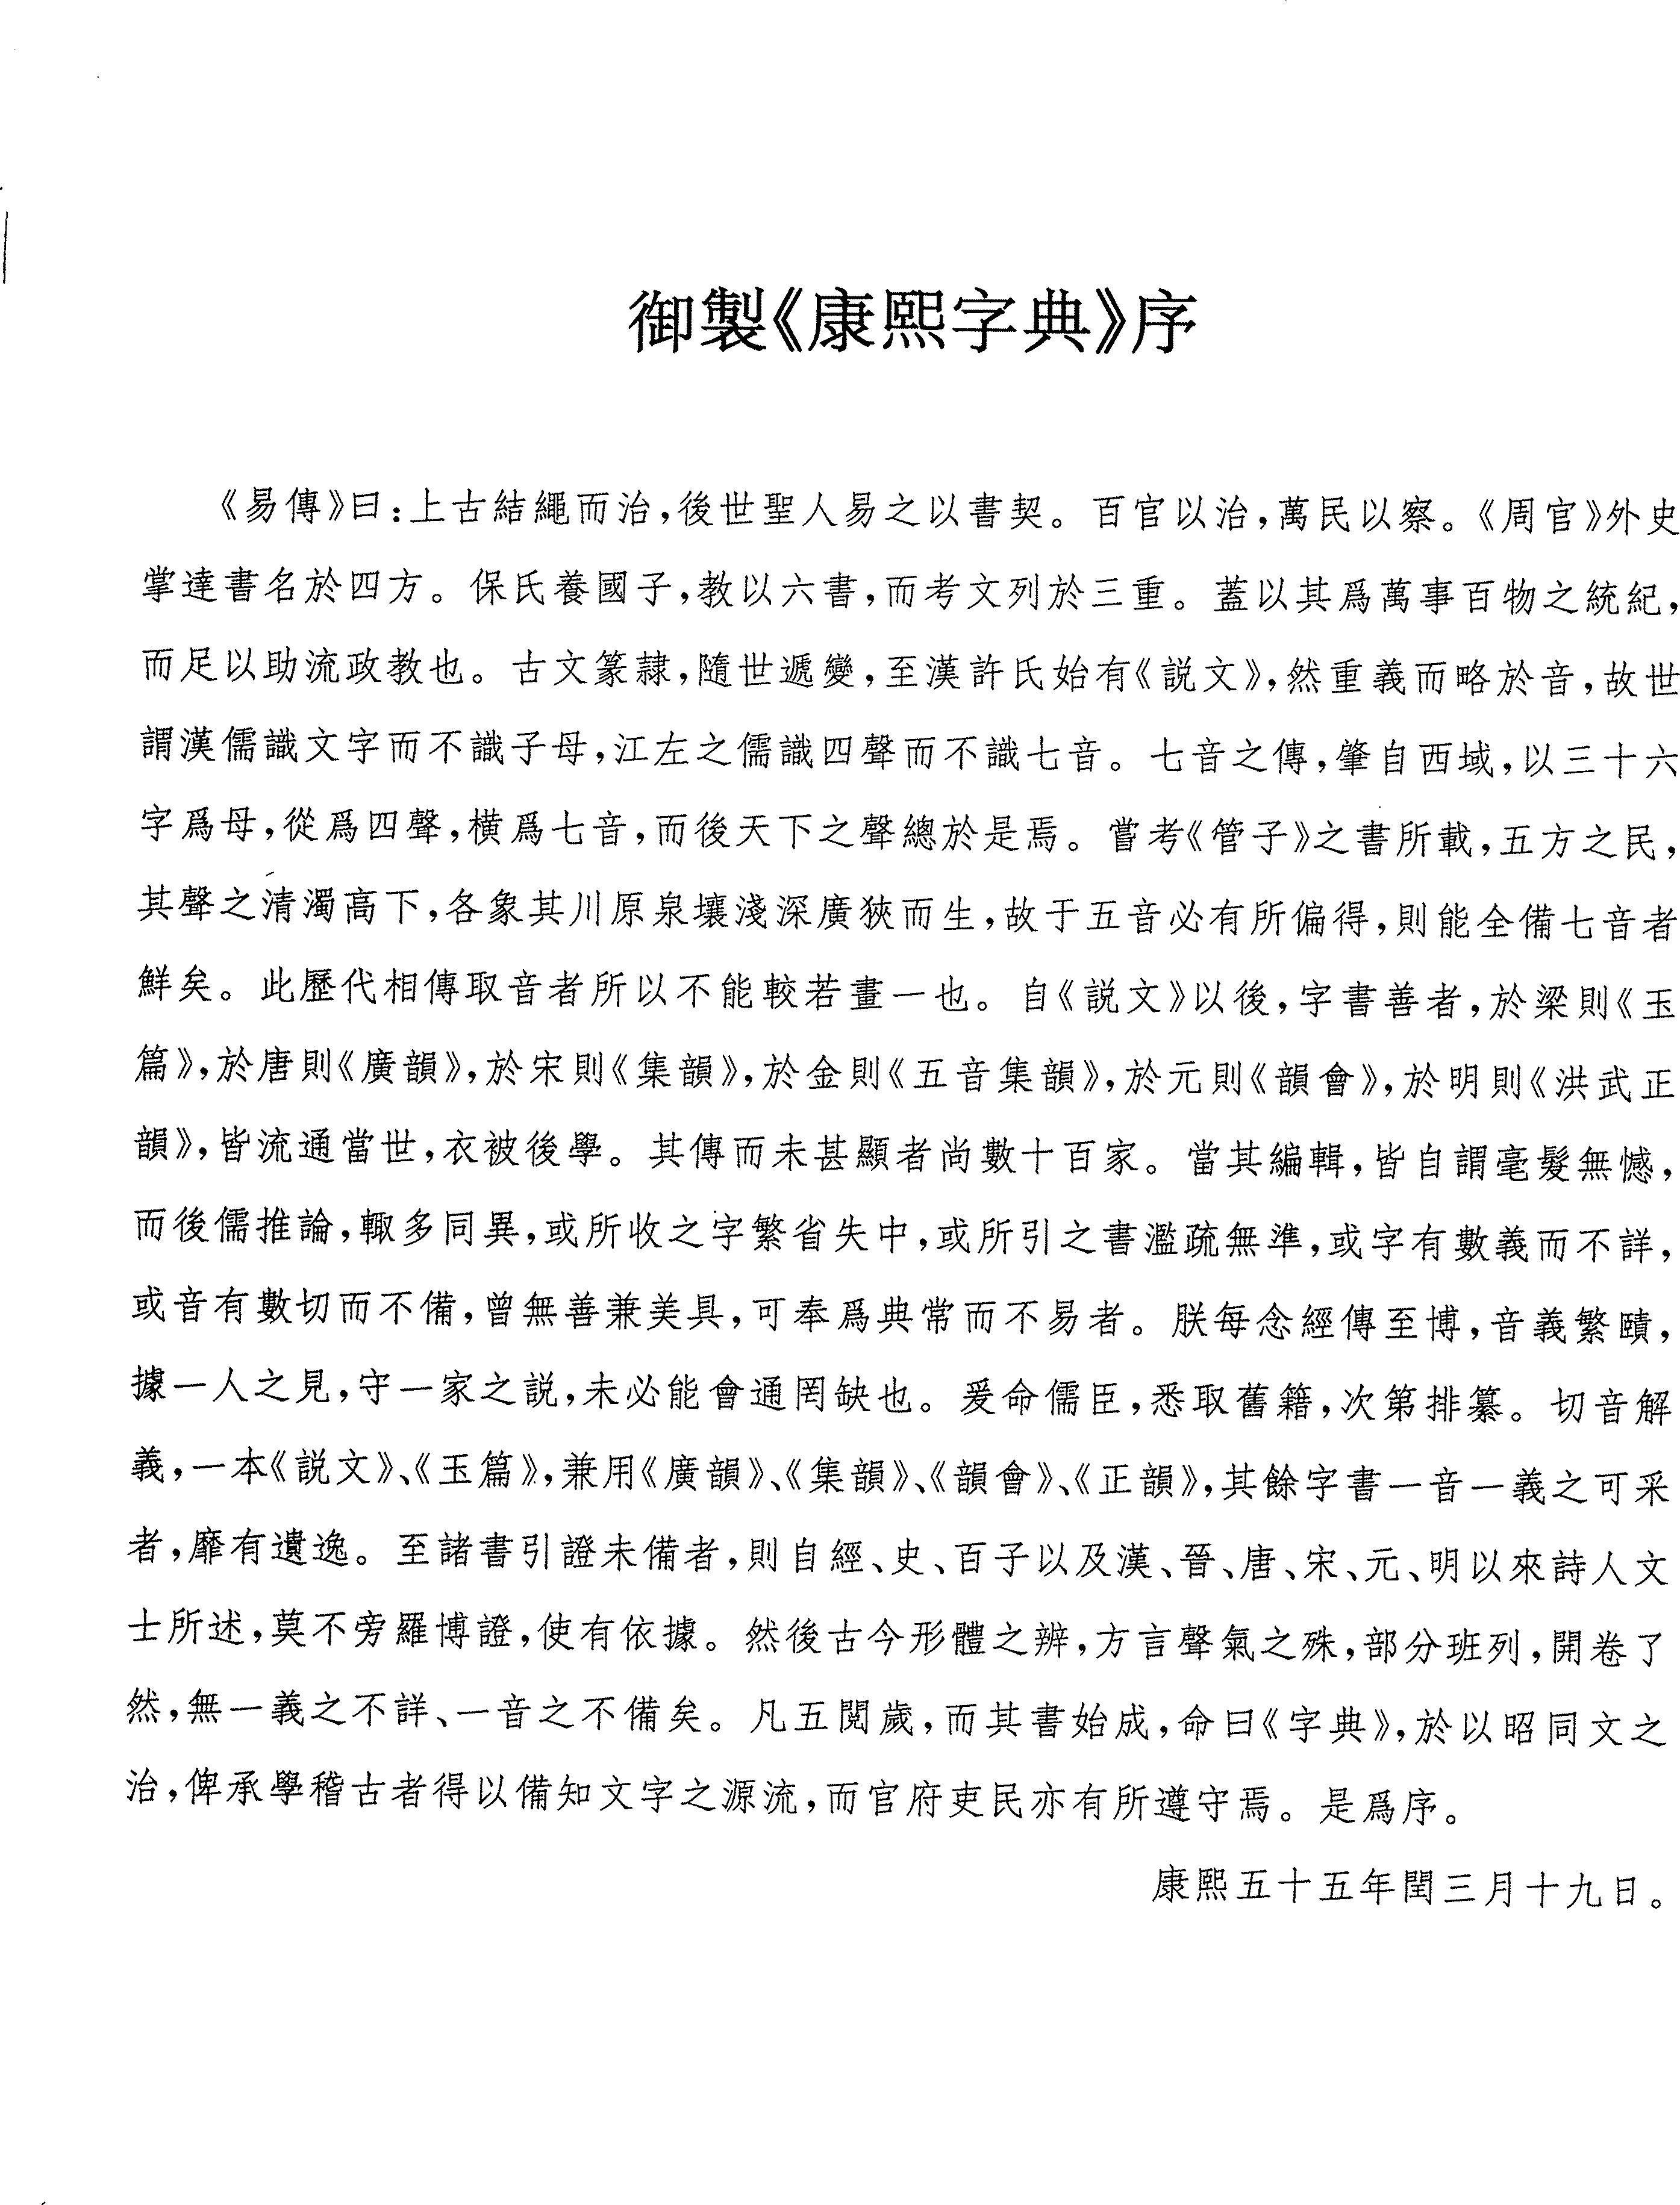 御製《康熙字典》序
《易傳》曰：上古結繩而治，後世聖人易之以書契。百官以治，萬民以察。《周官》外史
掌達書名於四方。保氏養國子，教以六書，而考文列於三重。蓋以其爲萬事百物之統紀，
而足以助流政教也。古文篆隸，隨世遞變，至漢許氏始有《説文》，然重義而略於音，故世
謂漢儒識文字而不識子母，江左之儒識四聲而不識七音。七音之傳，肇自西域，以三十六
字爲母，從爲四聲，橫爲七音，而後天下之聲總於是焉。嘗考《管子》之書所載，五方之民，
其聲之清濁高下，各象其川原泉壤淺深廣狹而生，故于五音必有所偏得，則能全備七音者
鮮矣。此歷代相傳取音者所以不能較若畫一也。自《説文》以後，字書善者，於梁則《玉
篇》，於唐則《廣韻》，於宋則《集韻》，於金則《五音集韻》，於元則《韻會》，於明則《洪武正
韻》，皆流通當世，衣被後學。其傳而未甚顯者尚數十百家。當其編輯，皆自謂毫髮無憾，
而後儒推論，輒多同異，或所收之字繁省失中，或所引之書濫疏無準，或字有數義而不詳，
或音有數切而不備，曾無善兼美具，可奉爲典常而不易者。朕每念經傳至博，音義繁賾，
據一人之見，守一家之説，未必能會通罔缺也。爰命儒臣，悉取舊籍，次第排纂。切音解
義，一本《説文》、《玉篇》，兼用《廣韻》、《集韻》、《韻會》、《正韻》，其餘字書一音一義之可采
者，靡有遺逸。至諸書引證未備者，則自經、史、百子以及漢、晉、唐、宋、元、明以來詩人文
士所述，莫不旁羅博證，使有依據。然後古今形體之辨，方言聲氣之殊，部分班列，開卷了
然，無一義之不詳、一音之不備矣。凡五閲歲，而其書始成，命曰《字典》，於以昭同文之
治，俾承學稽古者得以備知文字之源流，而官府吏民亦有所遵守焉。是爲序。
康熙五十五年閏三月十九日。